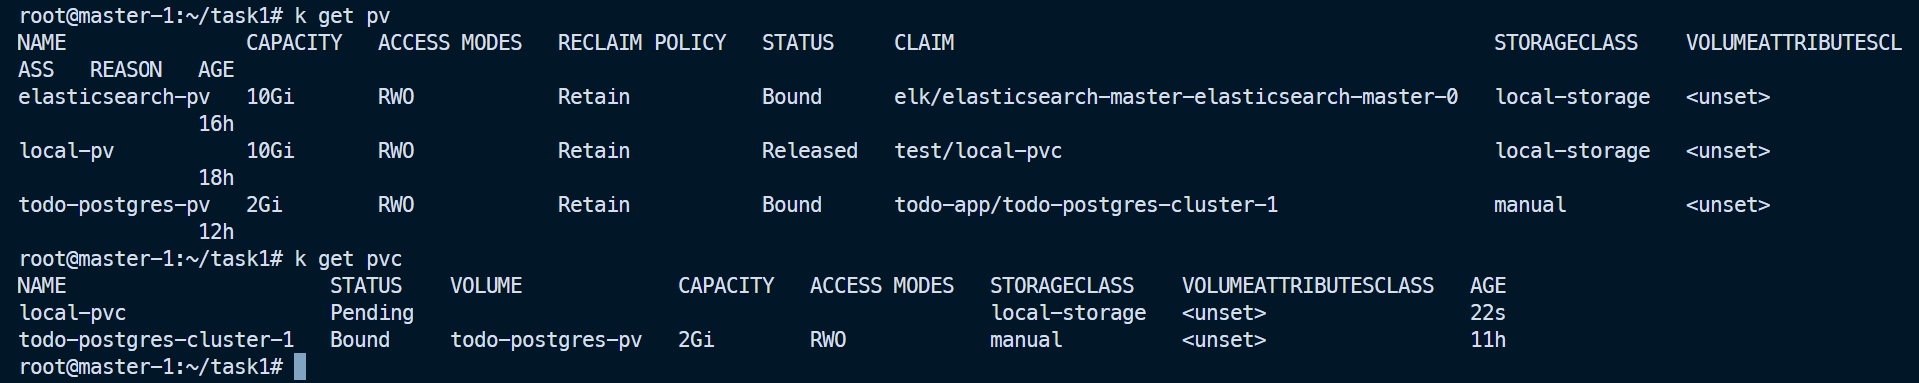 root@master-1:~/task1# k get pv
NAME               CAPACITY   ACCESS MODES   RECLAIM POLICY   STATUS     CLAIM                                             STORAGECLASS    VOLUMEATTRIBUTESCL
ASS   REASON   AGE
elasticsearch-pv   10Gi       RWO            Retain           Bound      elk/elasticsearch-master-elasticsearch-master-0   local-storage   <unset>
               16h
local-pv           10Gi       RWO            Retain           Released   test/local-pvc                                    local-storage   <unset>
               18h
todo-postgres-pv   2Gi        RWO            Retain           Bound      todo-app/todo-postgres-cluster-1                  manual          <unset>
               12h
root@master-1:~/task1# k get pvc
NAME                      STATUS    VOLUME             CAPACITY   ACCESS MODES   STORAGECLASS    VOLUMEATTRIBUTESCLASS   AGE
local-pvc                 Pending                                                local-storage   <unset>                 22s
todo-postgres-cluster-1   Bound     todo-postgres-pv   2Gi        RWO            manual          <unset>                 11h
root@master-1:~/task1#